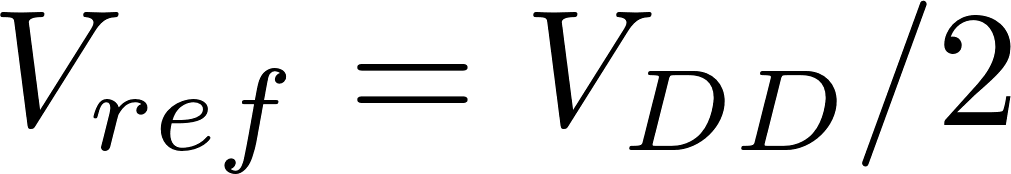 V_{ref} = V_{DD}/2